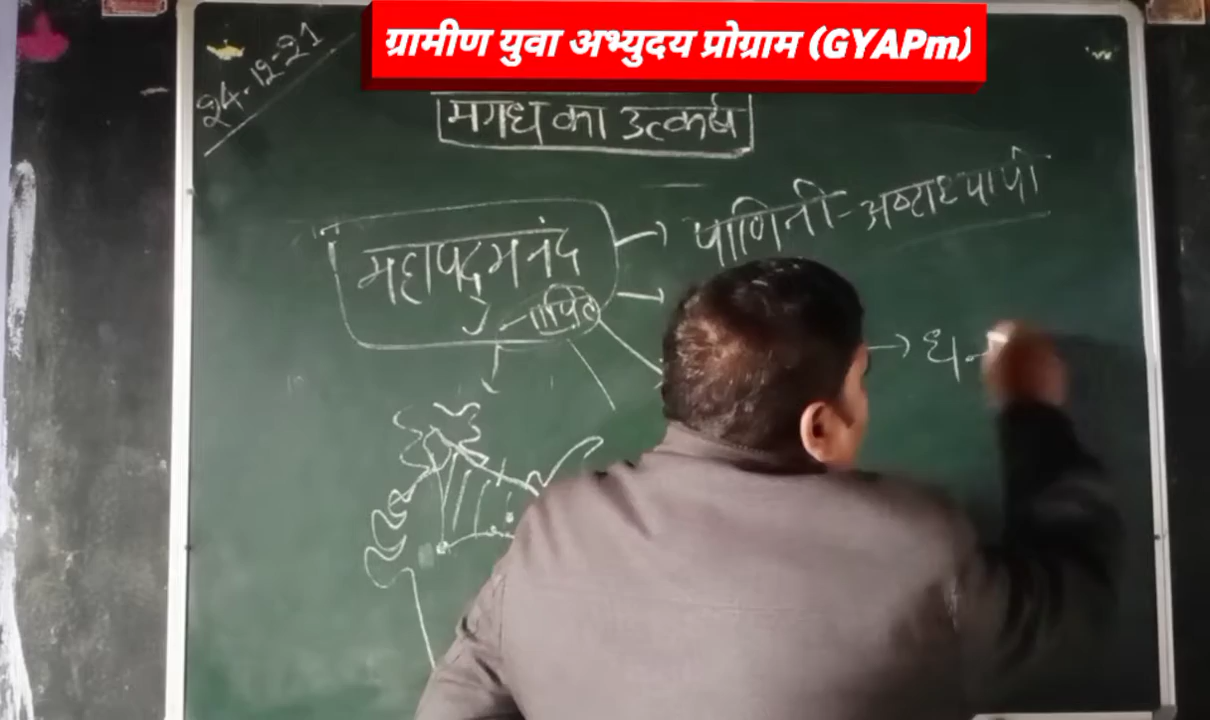 ग्रामीण युवा अभ्युदय प्रोग्राम (GYAPm)
24.12-21
मगध का उत्कर्ष
महापद्मनंद
पाणिनी - अष्टाध्यायी